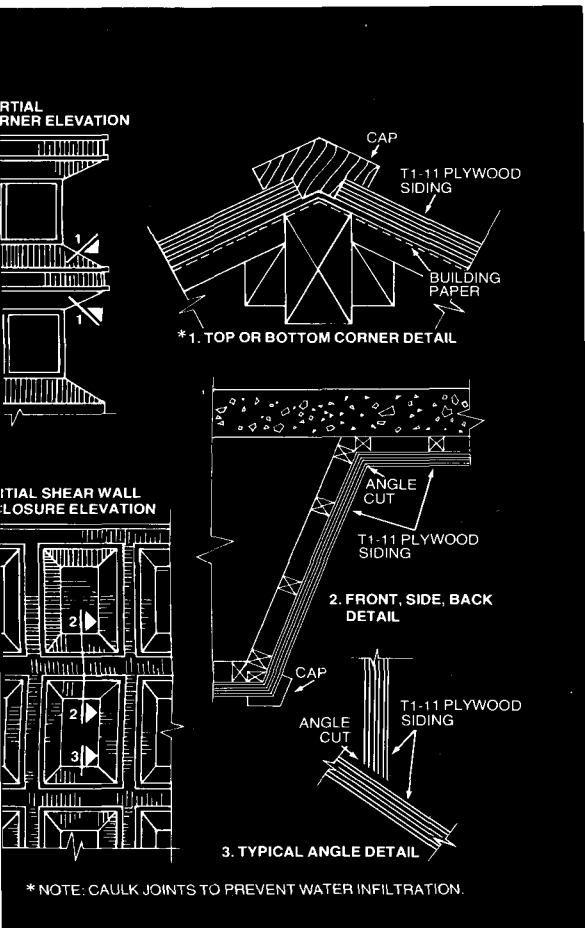 RTIAL
RNER ELEVATION
CAP
T1-11 PLYWOOD
SIDING
1
BUILDING
PAPER
1
*1. TOP OR BOTTOM CORNER DETAIL
ITIAL SHEAR WALL
CLOSURE ELEVATION
ANGLE
CUT
T1-11 PLYWOOD
SIDING
2. FRONT, SIDE, BACK
DETAIL
2
CAP
2
3
ANGLE
CUT
T1-11 PLYWOOD
SIDING
3. TYPICAL ANGLE DETAIL
* NOTE: CAULK JOINTS TO PREVENT WATER INFILTRATION.